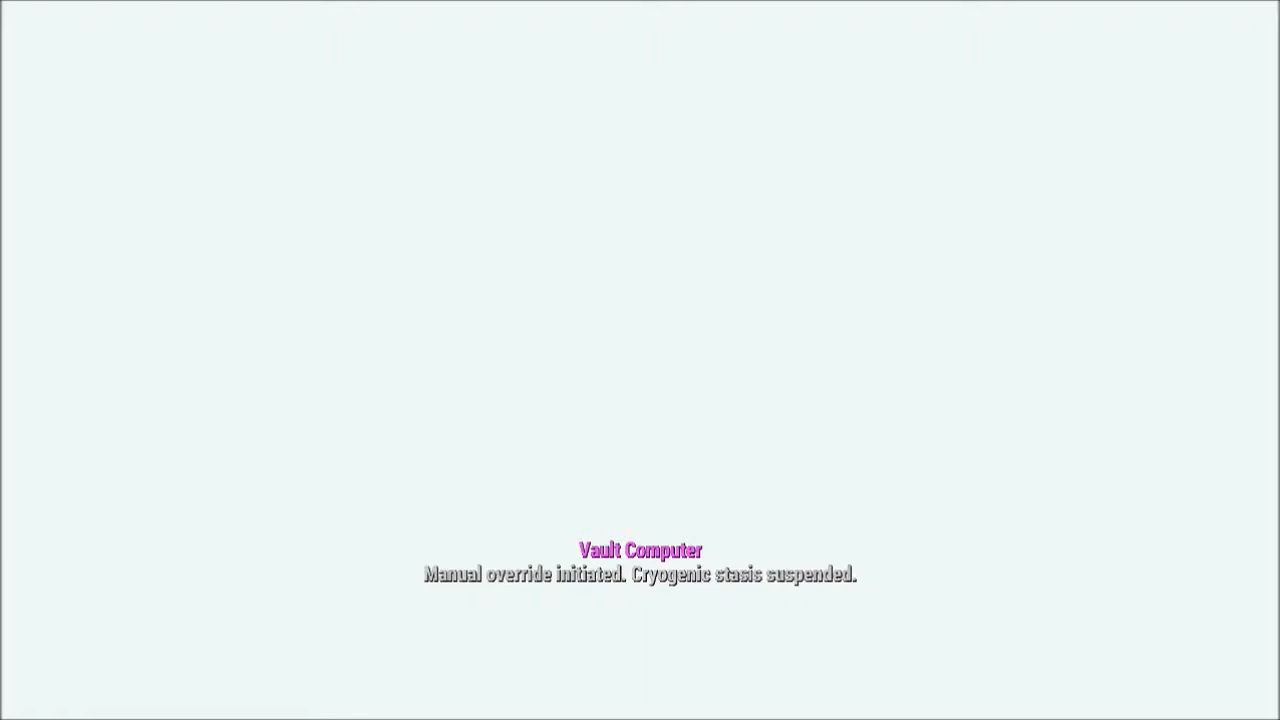 Vault Computer
Manual override initiated. Cryogenic stasis suspended.